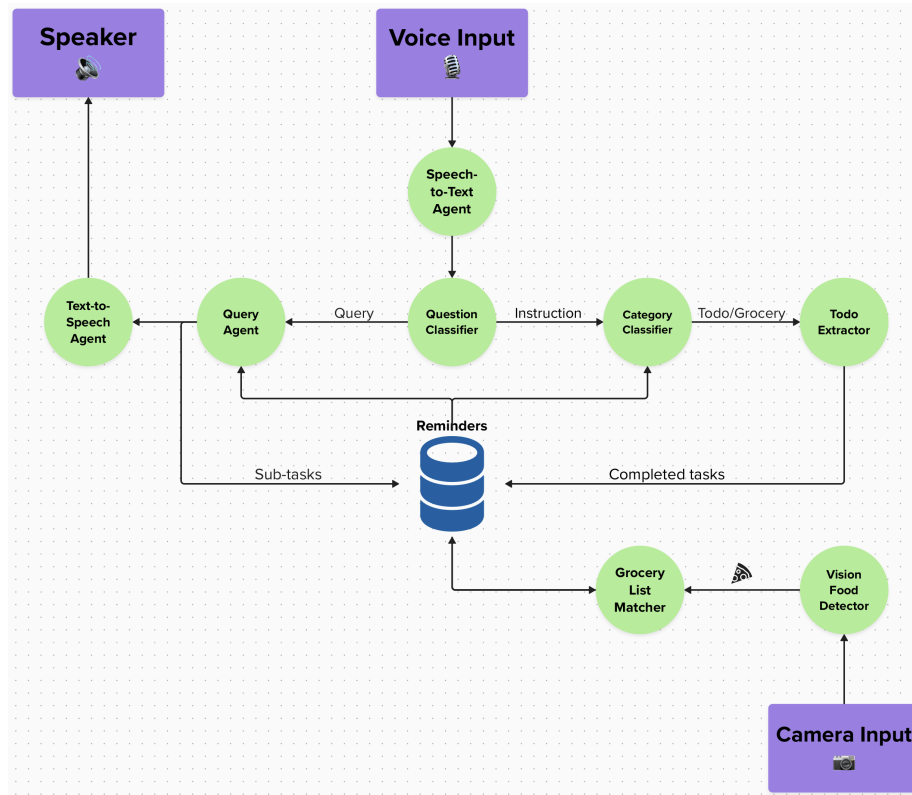 Speaker
Voice Input
Speech-
to-Text
Agent
Text-to-
Speech
Agent
Query
Agent
Query
Question
Classifier
Instruction
Category
Classifier
Todo/Grocery
Todo
Extractor
Reminders
Sub-tasks
Completed tasks
Grocery
List
Matcher
Vision
Food
Detector
Camera Input